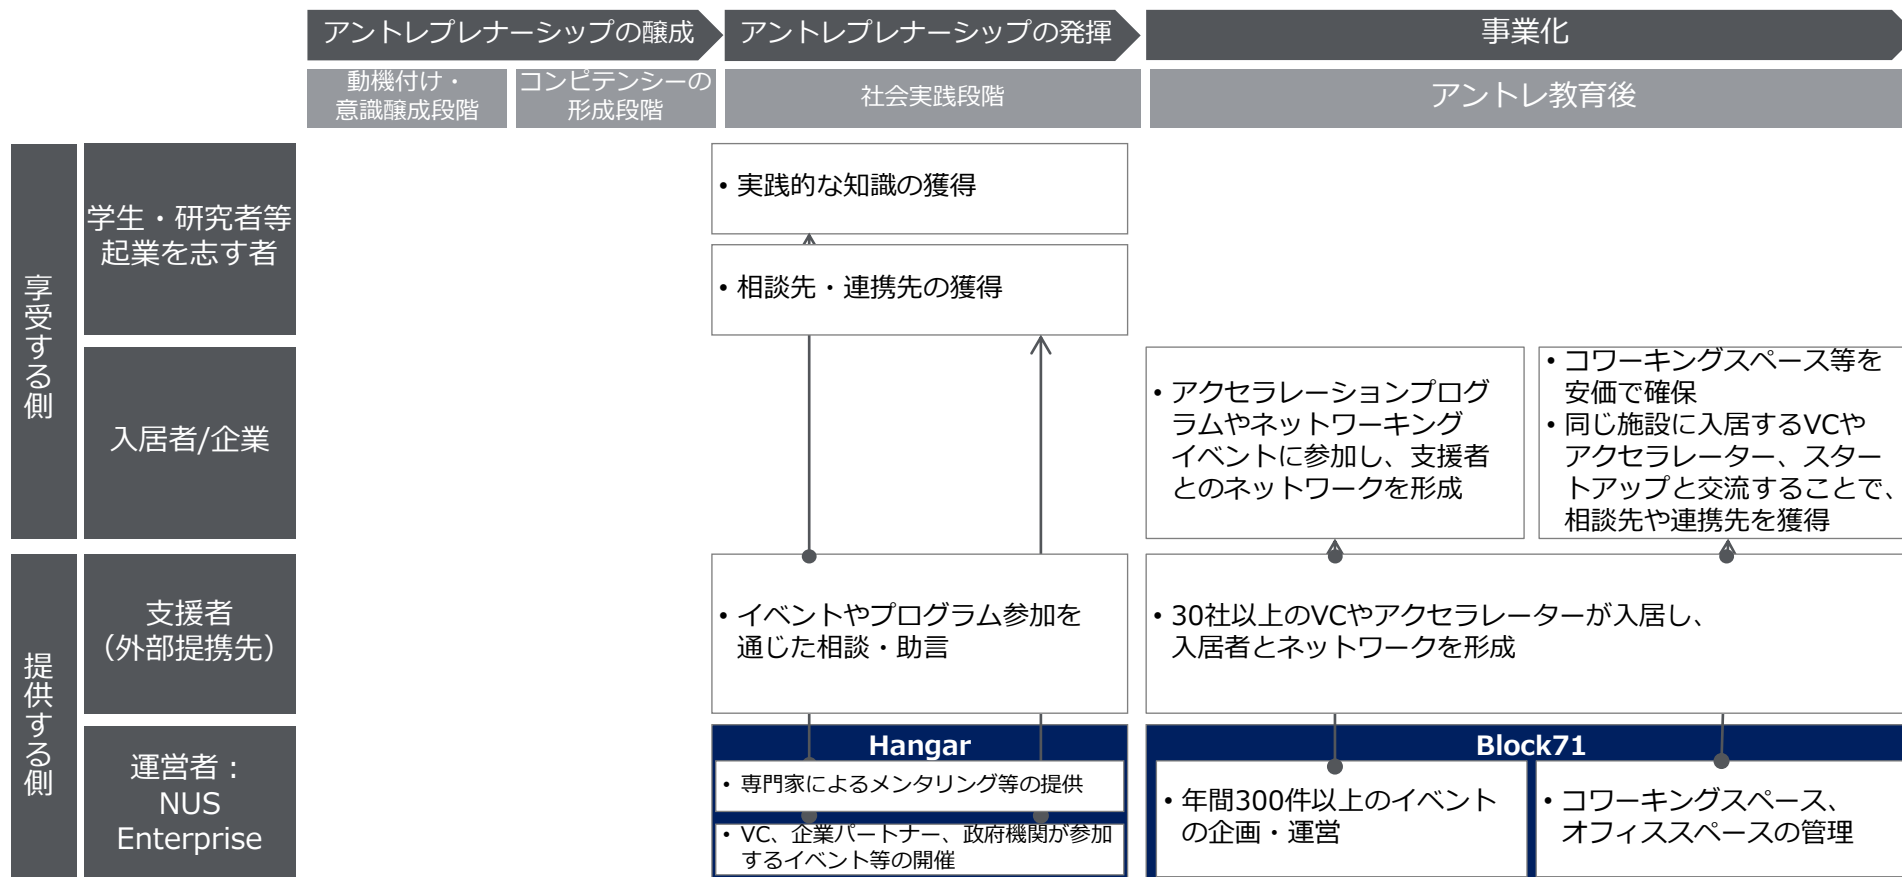 アントレプレナーシップの醸成
アントレプレナーシップの発揮
事業化
動機付け・
意識醸成段階
コンピテンシーの
形成段階
社会実践段階
アントレ教育後
享受する側
学生・研究者等
起業を志す者
・実践的な知識の獲得
・相談先・連携先の獲得
入居者/企業
・アクセラレーションプログ
ラムやネットワーキング
イベントに参加し、支援者
とのネットワークを形成
・コワーキングスペース等を
安価で確保
・同じ施設に入居するVCや
アクセラレーター、スター
トアップと交流することで、
相談先や連携先を獲得
提供する側
支援者
（外部提携先）
・イベントやプログラム参加を
通じた相談・助言
・30社以上のVCやアクセラレーターが入居し、
入居者とネットワークを形成
運営者：
NUS
Enterprise
Hangar
・専門家によるメンタリング等の提供
・VC、企業パートナー、政府機関が参加
するイベント等の開催
Block71
・年間300件以上のイベント
の企画・運営
・コワーキングスペース、
オフィススペースの管理